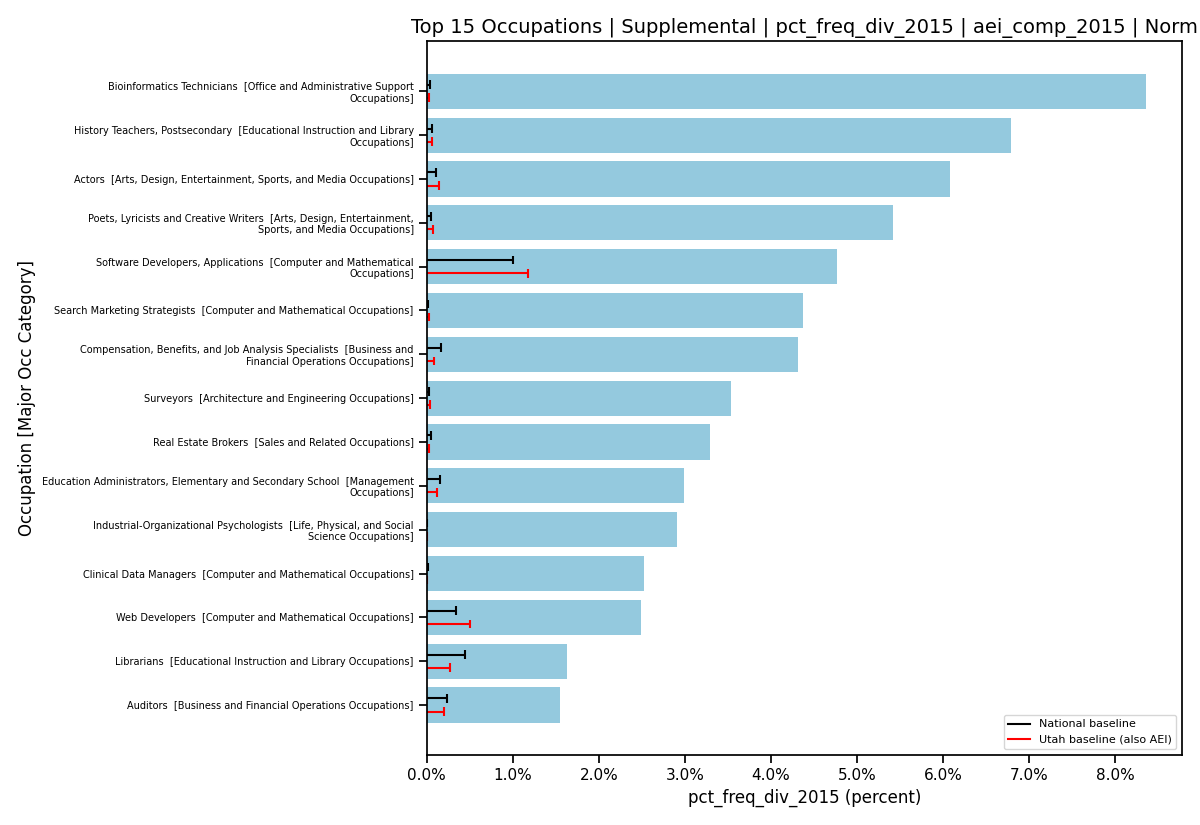 Top 15 Occupations | Supplemental | pct_freq_div_2015 | aei_comp_2015 | Norm
Bioinformatics Technicians  [Office and Administrative Support
Occupations]
History Teachers, Postsecondary  [Educational Instruction and Library
Occupations]
Actors  [Arts, Design, Entertainment, Sports, and Media Occupations]
Poets, Lyricists and Creative Writers  [Arts, Design, Entertainment,
Sports, and Media Occupations]
Software Developers, Applications  [Computer and Mathematical
Occupations]
Search Marketing Strategists  [Computer and Mathematical Occupations]
Compensation, Benefits, and Job Analysis Specialists  [Business and
Financial Operations Occupations]
Surveyors  [Architecture and Engineering Occupations]
Real Estate Brokers  [Sales and Related Occupations]
Education Administrators, Elementary and Secondary School  [Management
Occupations]
Industrial-Organizational Psychologists  [Life, Physical, and Social
Science Occupations]
Clinical Data Managers  [Computer and Mathematical Occupations]
Web Developers  [Computer and Mathematical Occupations]
Librarians  [Educational Instruction and Library Occupations]
Auditors  [Business and Financial Operations Occupations]
Occupation [Major Occ Category]
National baseline
Utah baseline (also AEI)
0.0% 1.0% 2.0% 3.0% 4.0% 5.0% 6.0% 7.0% 8.0%
pct_freq_div_2015 (percent)